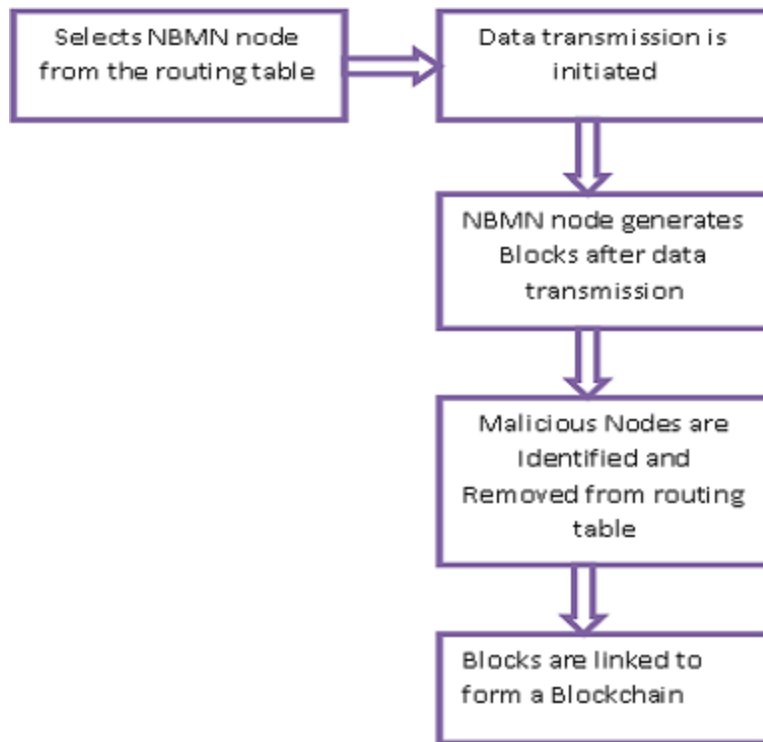 Selects NBMN node
from the routing table
Data transmission is
initiated
NBMN node generates
Blocks after data
transmission
Malicious Nodes are
Identified and
Removed from routing
table
Blocks are linked to
form a Blockchain